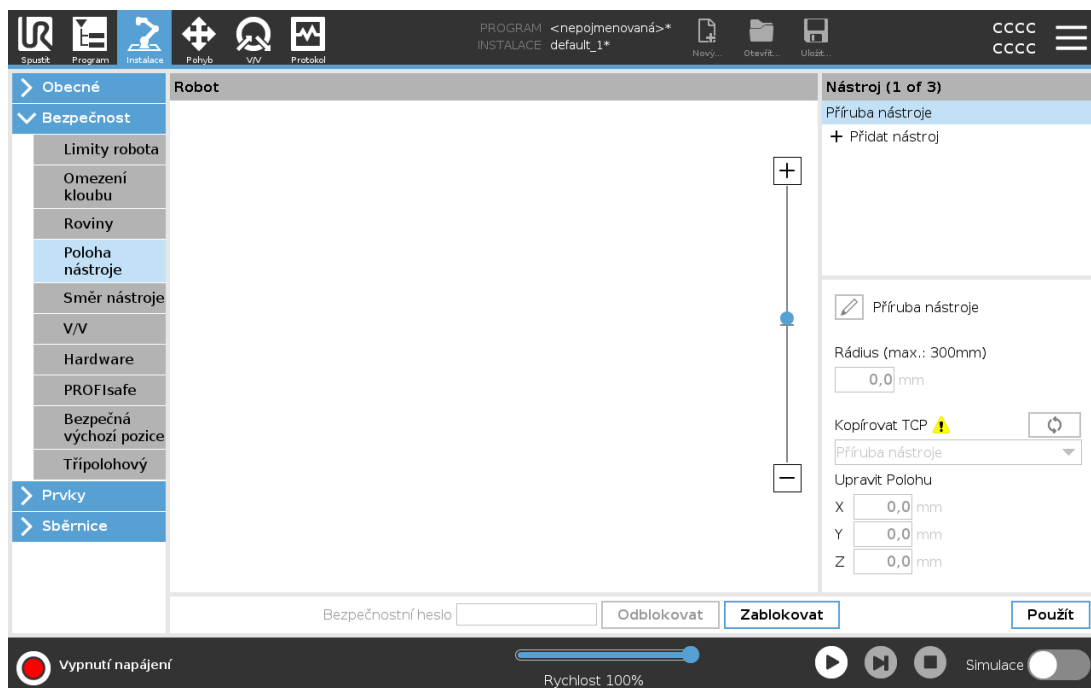 PROGRAM <nepojmenovaná>*
INSTALACE default_1*
CCCC
CCCC
Spustit Program Instalace Pohyb V/V Protokol Nový... Otevřít... Uložit...
Obecné
Bezpečnost
Limity robota
Omezení
kloubu
Roviny
Poloha
nástroje
Směr nástroje
V/V
Hardware
PROFIsafe
Bezpečná
výchozí pozice
Třípolohový
Prvky
Sběrnice
Robot
Nástroj (1 of 3)
Příruba nástroje
+ Přidat nástroj
Příruba nástroje
Rádius (max.: 300mm)
0,0 mm
Kopírovat TCP
Příruba nástroje
Upravit Polohu
X 0,0 mm
Y 0,0 mm
Z 0,0 mm
Bezpečnostní heslo Odblokovat Zablokovat Použít
Vypnutí napájení
Rychlost 100%
Simulace